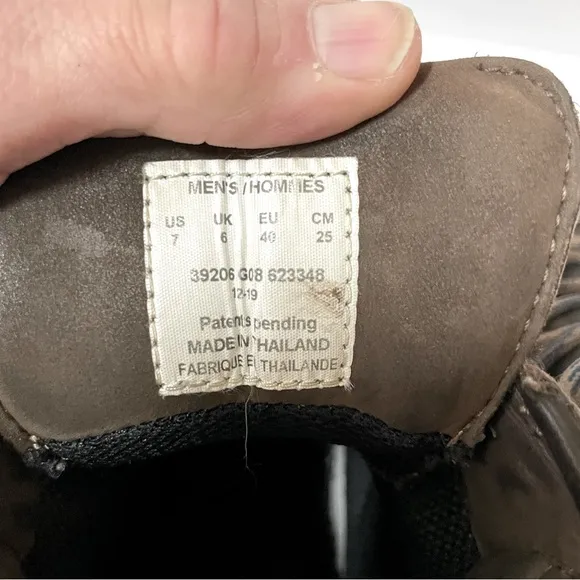 MEN'S/HOMMES
US UK EU CM
7 6 40 25
39206 G08 623348
12-19
Patents pending
MADE IN THAILAND
FABRIQUE EN THAILANDE